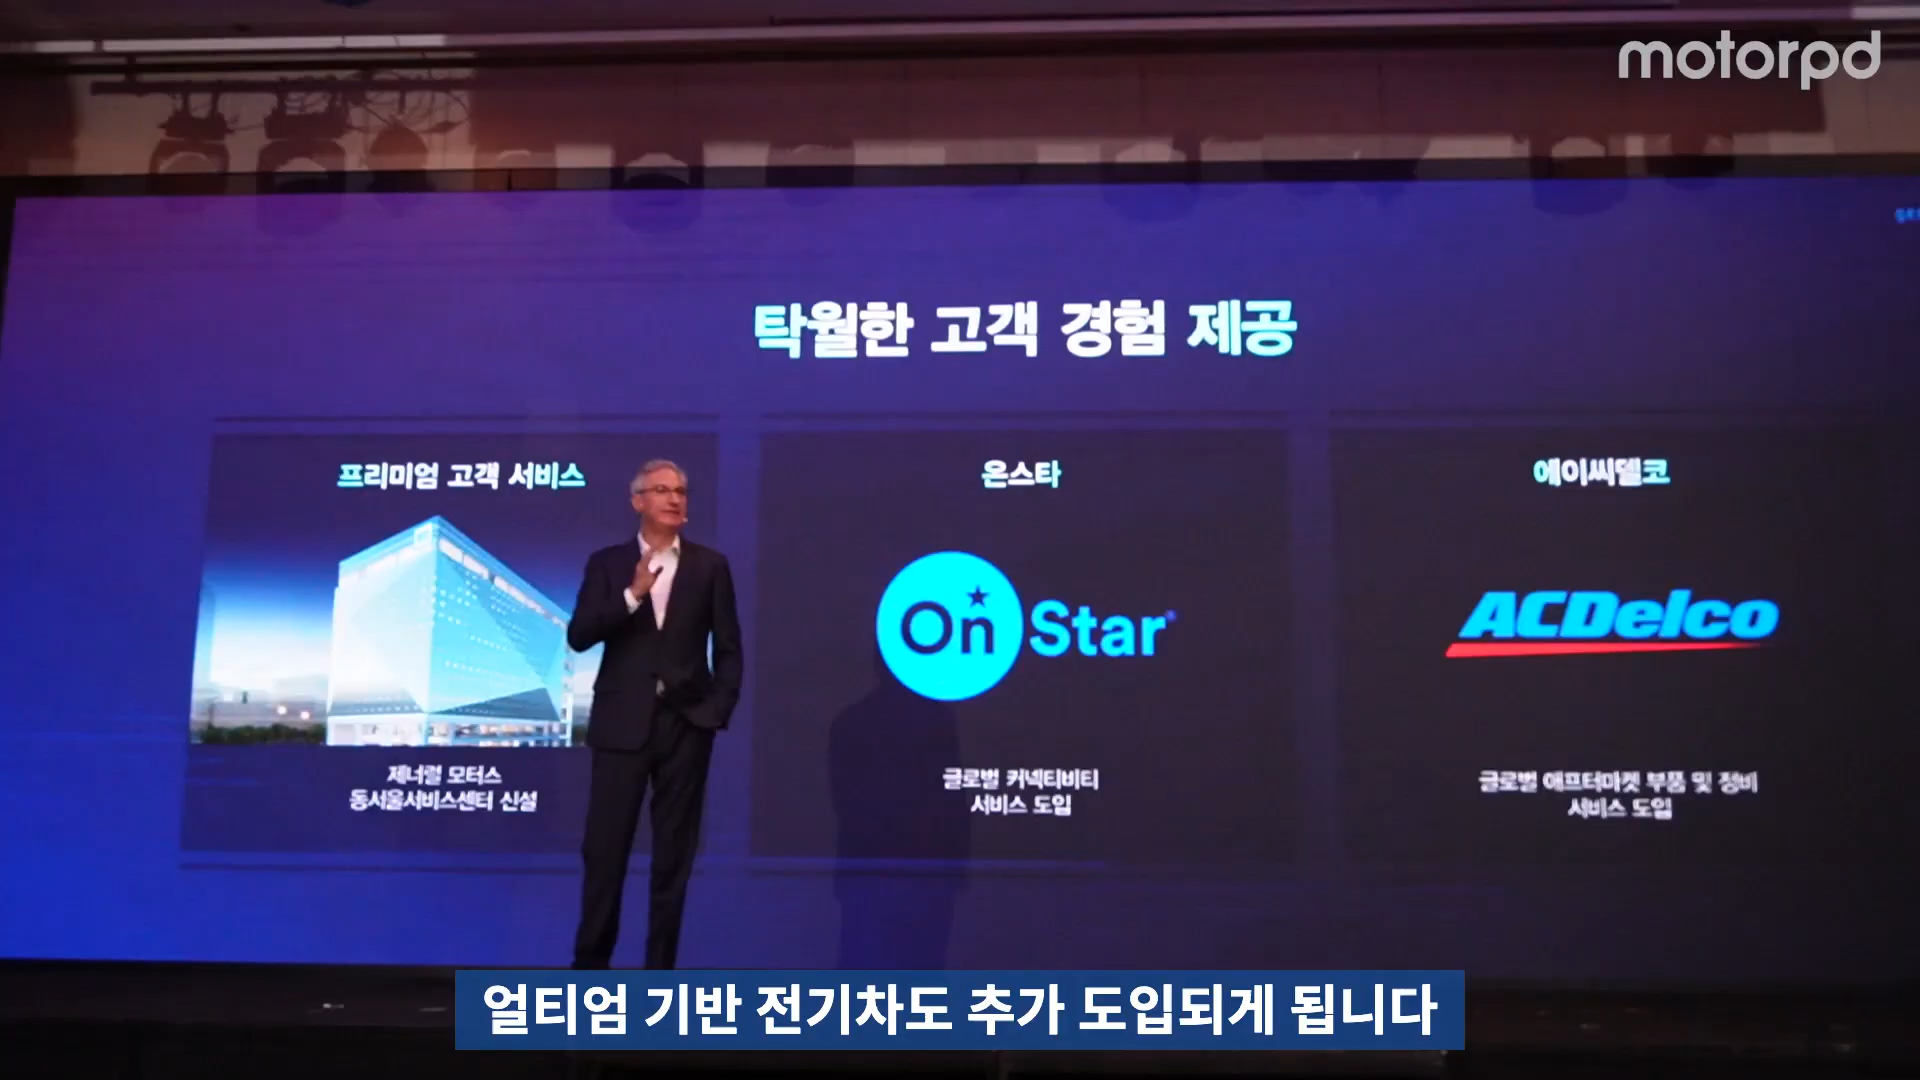 motorpd
탁월한 고객 경험 제공
프리미엄 고객 서비스
온스타
에이씨델코
OnStar
ACDelco
제너럴 모터스
동서울서비스센터 신설
글로벌 커넥티비티
서비스 도입
글로벌 애프터마켓 부품 및 정비
서비스 도입
얼티엄 기반 전기차도 추가 도입되게 됩니다